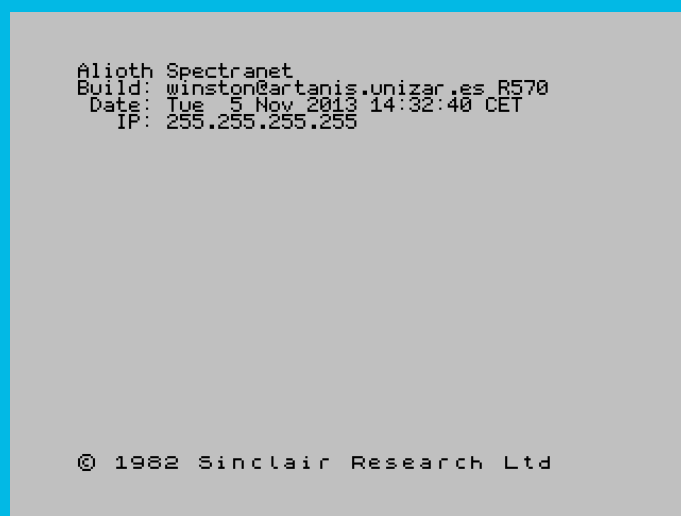 Alioth Spectranet
Build: winston@artanis.unizar.es R570
Date: Tue  5 Nov 2013 14:32:40 CET
IP: 255.255.255.255
© 1982 Sinclair Research Ltd